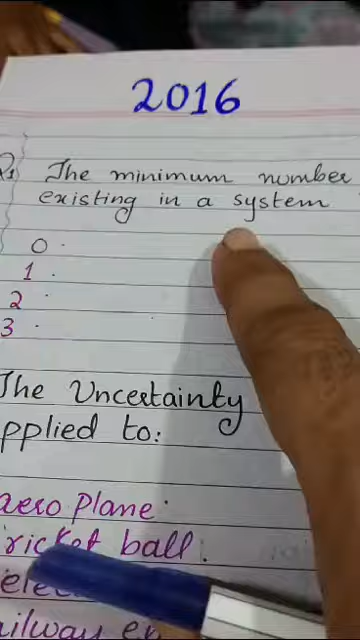 2016
The minimum number
existing in a system
0.
1.
2.
3.
The Uncertainty
pplied to:
aero plane.
ricket ball.